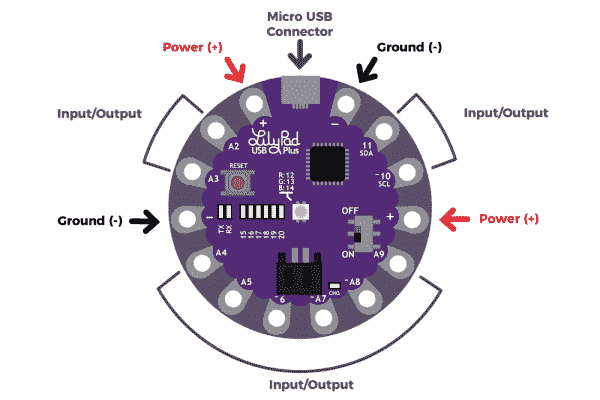 Micro USB
Connector
Power (+)
Ground (-)
Input/Output
Input/Output
+
-
LilyPad
USB Plus
A2
11
SDA
RESET
R:12
G:13
B:14
A3
~10
SCL
Ground (-)
-
+
Power (+)
OFF
TX
RX
15
16
17
18
19
20
ON
A9
A4
A5
~A8
CHG
~6
~A7
Input/Output